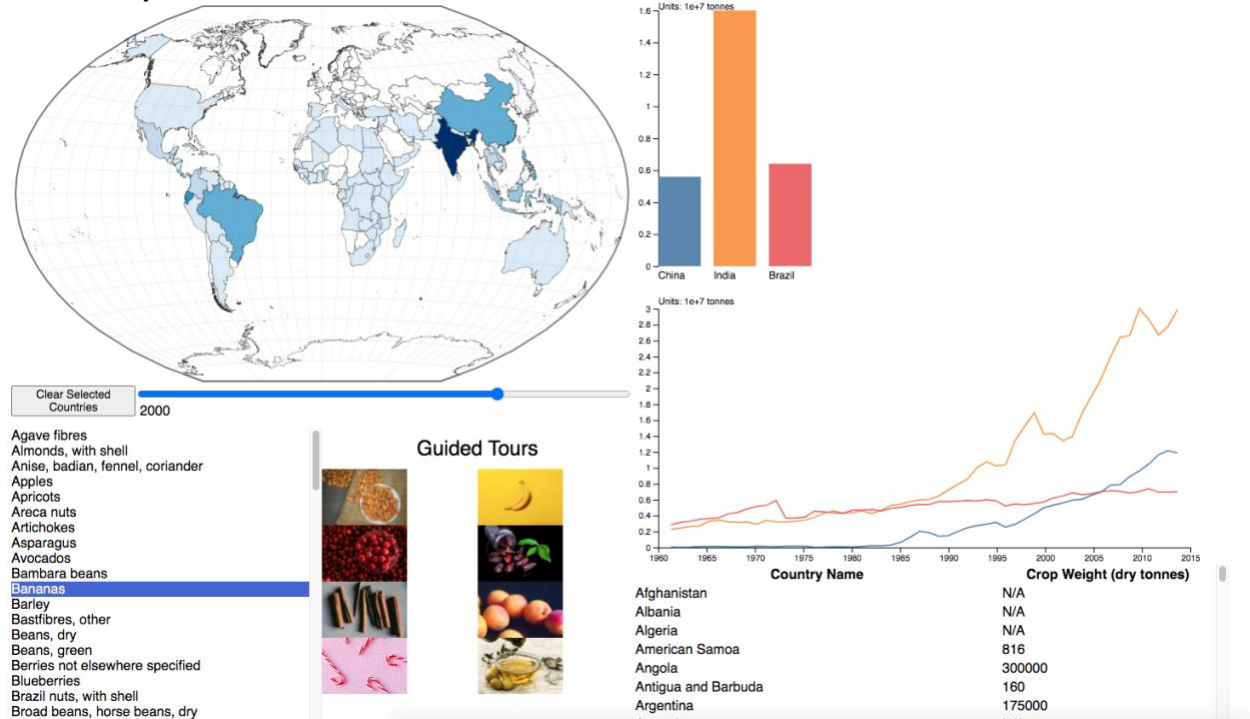 Clear Selected
Countries
2000
Agave fibres
Almonds, with shell
Anise, badian, fennel, coriander
Apples
Apricots
Areca nuts
Artichokes
Asparagus
Avocados
Bambara beans
Bananas
Barley
Bastfibres, other
Beans, dry
Beans, green
Berries not elsewhere specified
Blueberries
Brazil nuts, with shell
Broad beans, horse beans, dry
Guided Tours
Units: 1e+7 tonnes
1.6
1.4
1.2
1
0.8
0.6
0.4
0.2
0
China India Brazil
Units: 1e+7 tonnes
3
2.8
2.6
2.4
2.2
2
1.8
1.6
1.4
1.2
1
0.8
0.6
0.4
0.2
0
1960 1965 1970 1975 1980 1985 1990 1995 2000 2005 2010 2015
Country Name Crop Weight (dry tonnes)
Afghanistan N/A
Albania N/A
Algeria N/A
American Samoa 816
Angola 300000
Antigua and Barbuda 160
Argentina 175000